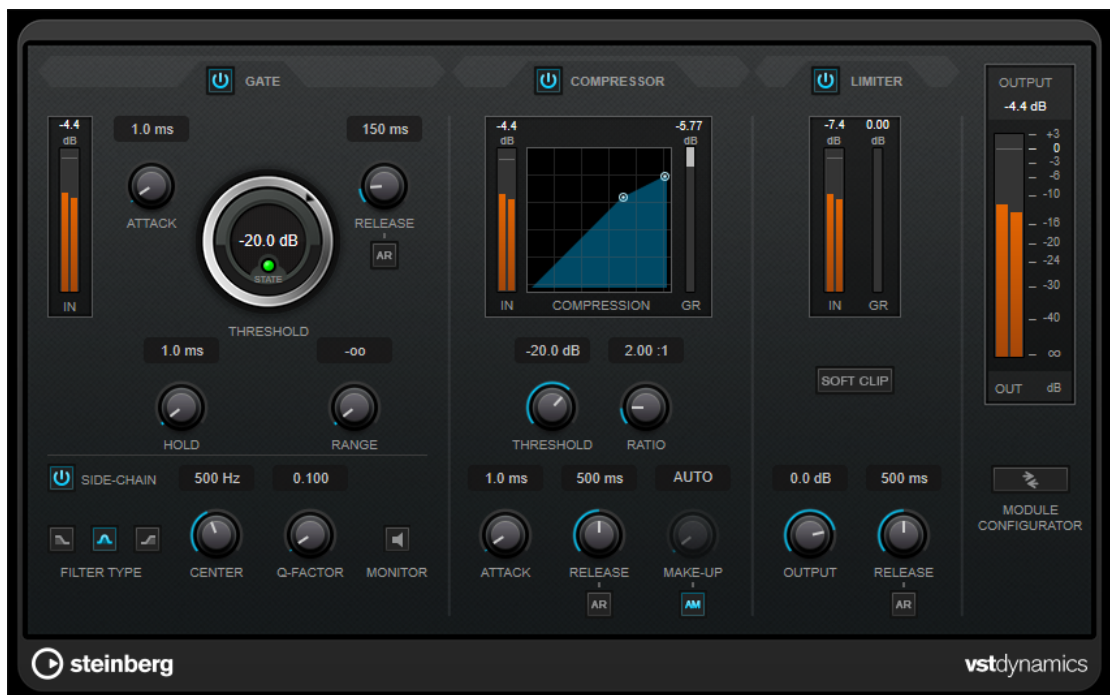 GATE
-4.4
dB
1.0 ms
ATTACK
150 ms
RELEASE
AR
-20.0 dB
STATE
THRESHOLD
IN
1.0 ms
HOLD
-oo
RANGE
SIDE-CHAIN
500 Hz
0.100
FILTER TYPE
CENTER
Q-FACTOR
MONITOR
COMPRESSOR
-4.4
dB
-5.77
dB
IN
COMPRESSION
GR
-20.0 dB
2.00 :1
THRESHOLD
RATIO
1.0 ms
500 ms
AUTO
ATTACK
RELEASE
MAKE-UP
AR
AM
LIMITER
-7.4
dB
0.00
dB
IN
GR
SOFT CLIP
0.0 dB
500 ms
OUTPUT
RELEASE
AR
OUTPUT
-4.4 dB
+3
0
-3
-6
-10
-16
-20
-24
-30
-40
oo
OUT
dB
MODULE
CONFIGURATOR
steinberg
vstdynamics